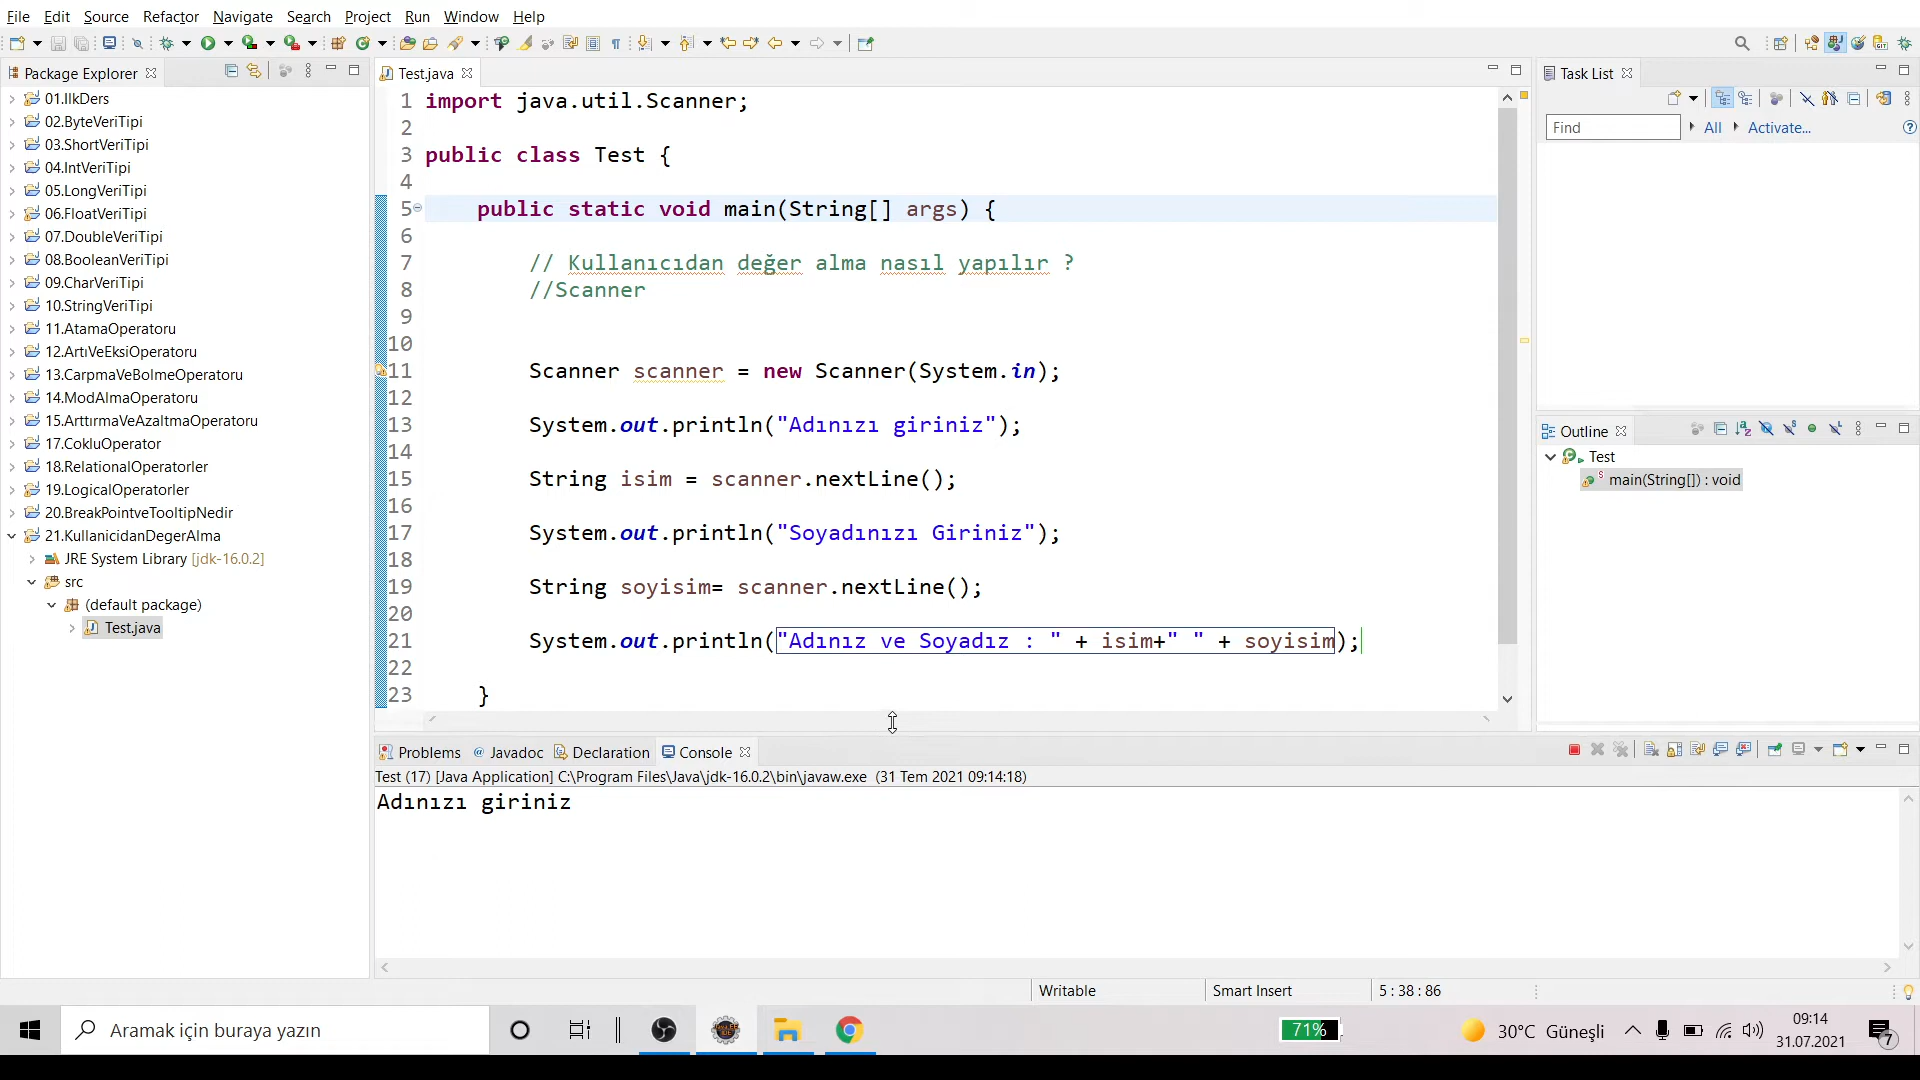 File Edit Source Refactor Navigate Search Project Run Window Help
Package Explorer
01.IlkDers
02.ByteVeriTipi
03.ShortVeriTipi
04.IntVeriTipi
05.LongVeriTipi
06.FloatVeriTipi
07.DoubleVeriTipi
08.BooleanVeriTipi
09.CharVeriTipi
10.StringVeriTipi
11.AtamaOperatoru
12.ArtıVeEksiOperatoru
13.CarpmaVeBolmeOperatoru
14.ModAlmaOperatoru
15.ArttırmaVeAzaltmaOperatoru
17.CokluOperator
18.RelationalOperatorler
19.LogicalOperatorler
20.BreakPointveTooltipNedir
21.KullanicidanDegerAlma
JRE System Library [jdk-16.0.2]
src
(default package)
Test.java
Test.java
1 import java.util.Scanner;
2
3 public class Test {
4
5 public static void main(String[] args) {
6
7 // Kullanıcıdan değer alma nasıl yapılır ?
8 //Scanner
9
10
11 Scanner scanner = new Scanner(System.in);
12
13 System.out.println("Adınızı giriniz");
14
15 String isim = scanner.nextLine();
16
17 System.out.println("Soyadınızı Giriniz");
18
19 String soyisim= scanner.nextLine();
20
21 System.out.println("Adınız ve Soyadız : " + isim+" " + soyisim);
22
23 }
Task List
Find All Activate...
Outline
Test
main(String[]) : void
Problems Javadoc Declaration Console
Test (17) [Java Application] C:\Program Files\Java\jdk-16.0.2\bin\javaw.exe (31 Tem 2021 09:14:18)
Adınızı giriniz
Writable Smart Insert 5 : 38 : 86
Aramak için buraya yazın
71%
30°C Güneşli
09:14
31.07.2021
7